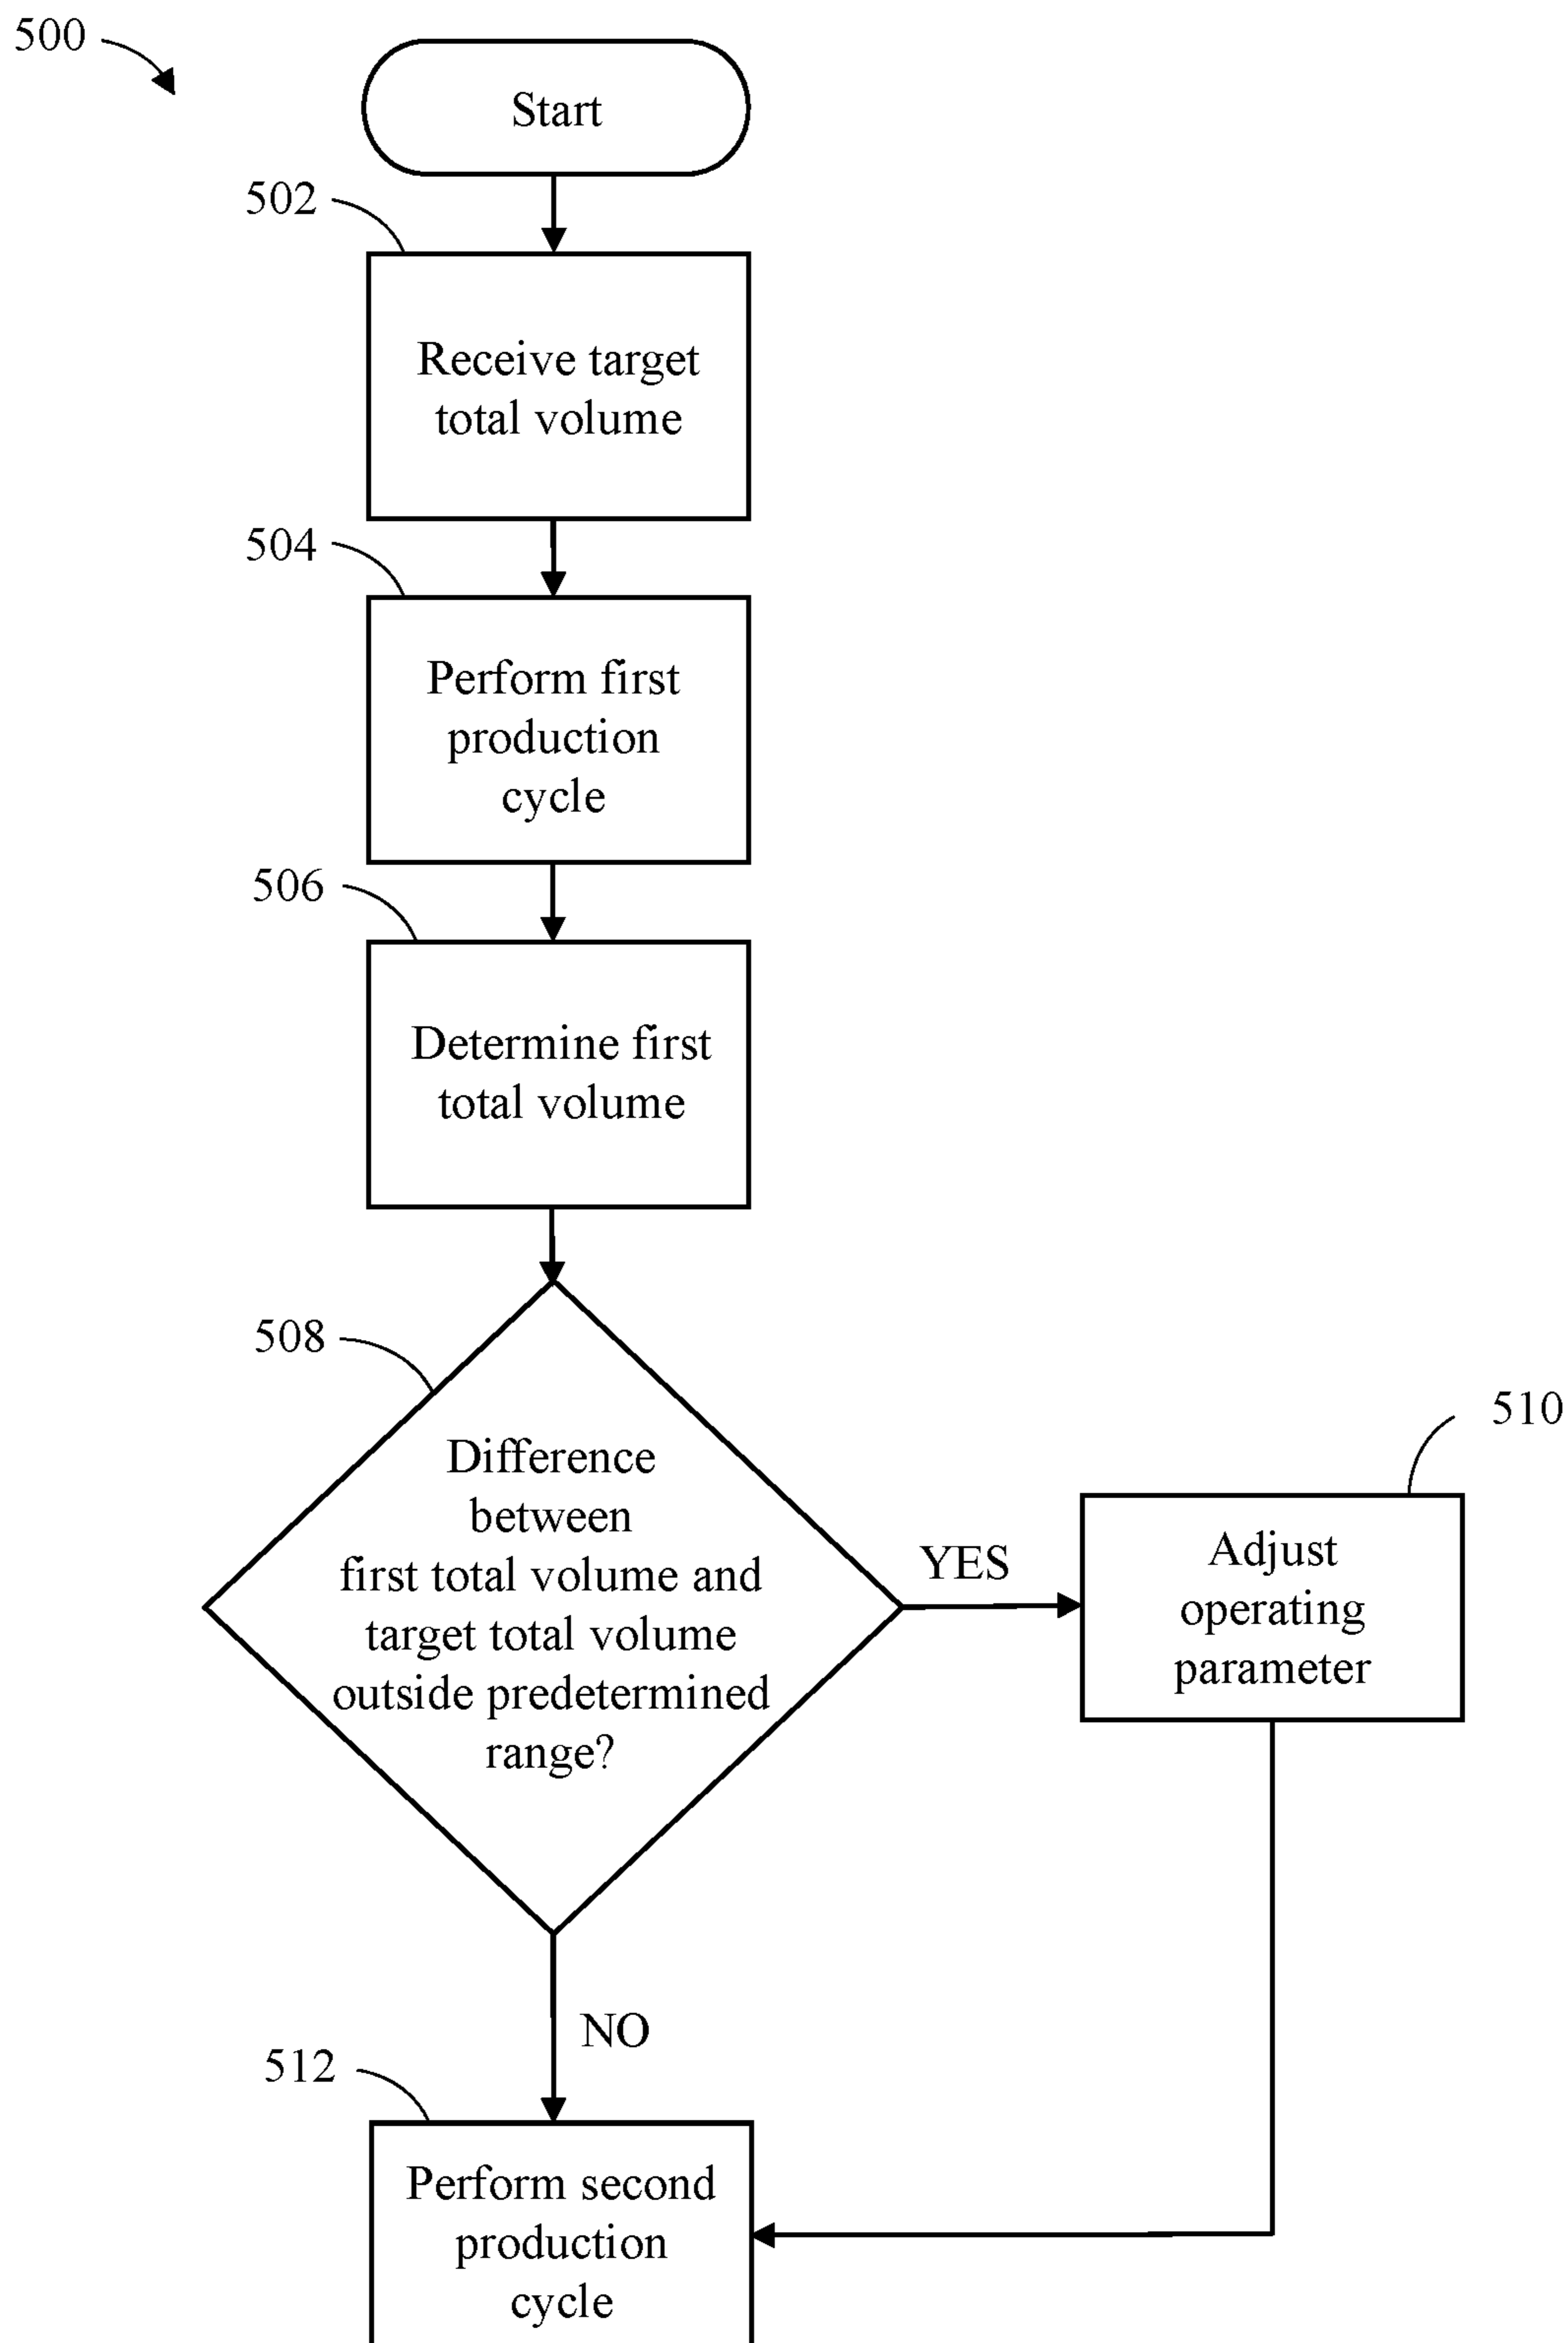 500
Start
502
Receive target
total volume
504
Perform first
production
cycle
506
Determine first
total volume
508
Difference
between
first total volume and
target total volume
outside predetermined
range?
YES
510
Adjust
operating
parameter
NO
512
Perform second
production
cycle